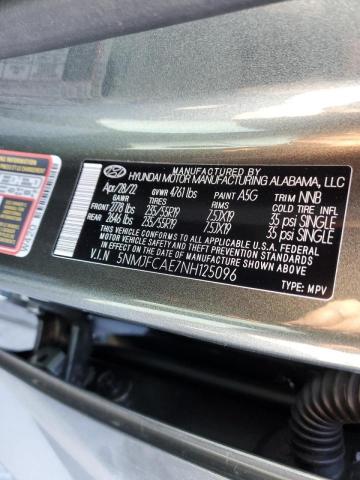 MANUFACTURED BY
HYUNDAI MOTOR MANUFACTURING ALABAMA, LLC
Apr/28/22 GVWR 4761 lbs PAINT A5G TRIM NNB
TIRES RIMS COLD TIRE INFL
FRONT 2778 lbs 235/55R19 7.5JX19 35 psi SINGLE
REAR 2646 lbs 235/55R19 7.5JX19 35 psi SINGLE
THIS VEHICLE CONFORMS TO ALL APPLICABLE U.S. FEDERAL
MOTOR VEHICLE SAFETY, BUMPER, AND THEFT PREVENTION
STANDARDS IN EFFECT ON THE DATE OF MANUFACTURE SHOWN ABOVE.
V.I.N 5NMJFCAE7NH125096
TYPE: MPV